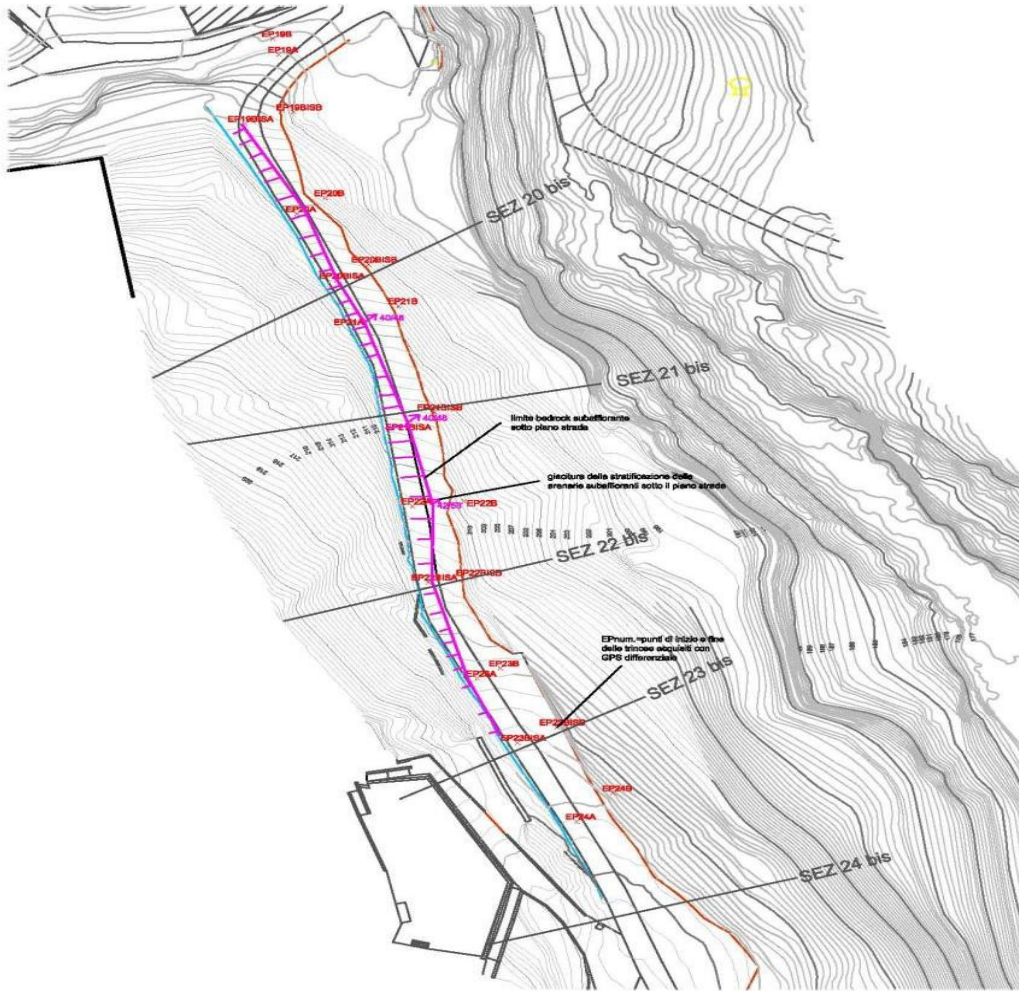 EP19B
EP19A
EP19BISB
EP19BISA
EP20B
EP20A
SEZ 20 bis
EP20BISB
EP20BISA
EP21B
EP21A
40/48
SEZ 21 bis
EP21BISB
40/48
EP21BISA
limite bedrock subaffiorante
sotto piano strada
giacitura della stratificazione delle
arenarie subaffioranti sotto il piano strada
EP22B
SEZ 22 bis
EP22BISB
EP22BISA
EPnum.=punti di inizio e fine
delle trincee acquisiti con
GPS differenziale
EP23B
EP23A
SEZ 23 bis
EP23BISB
EP23BISA
EP24B
EP24A
SEZ 24 bis